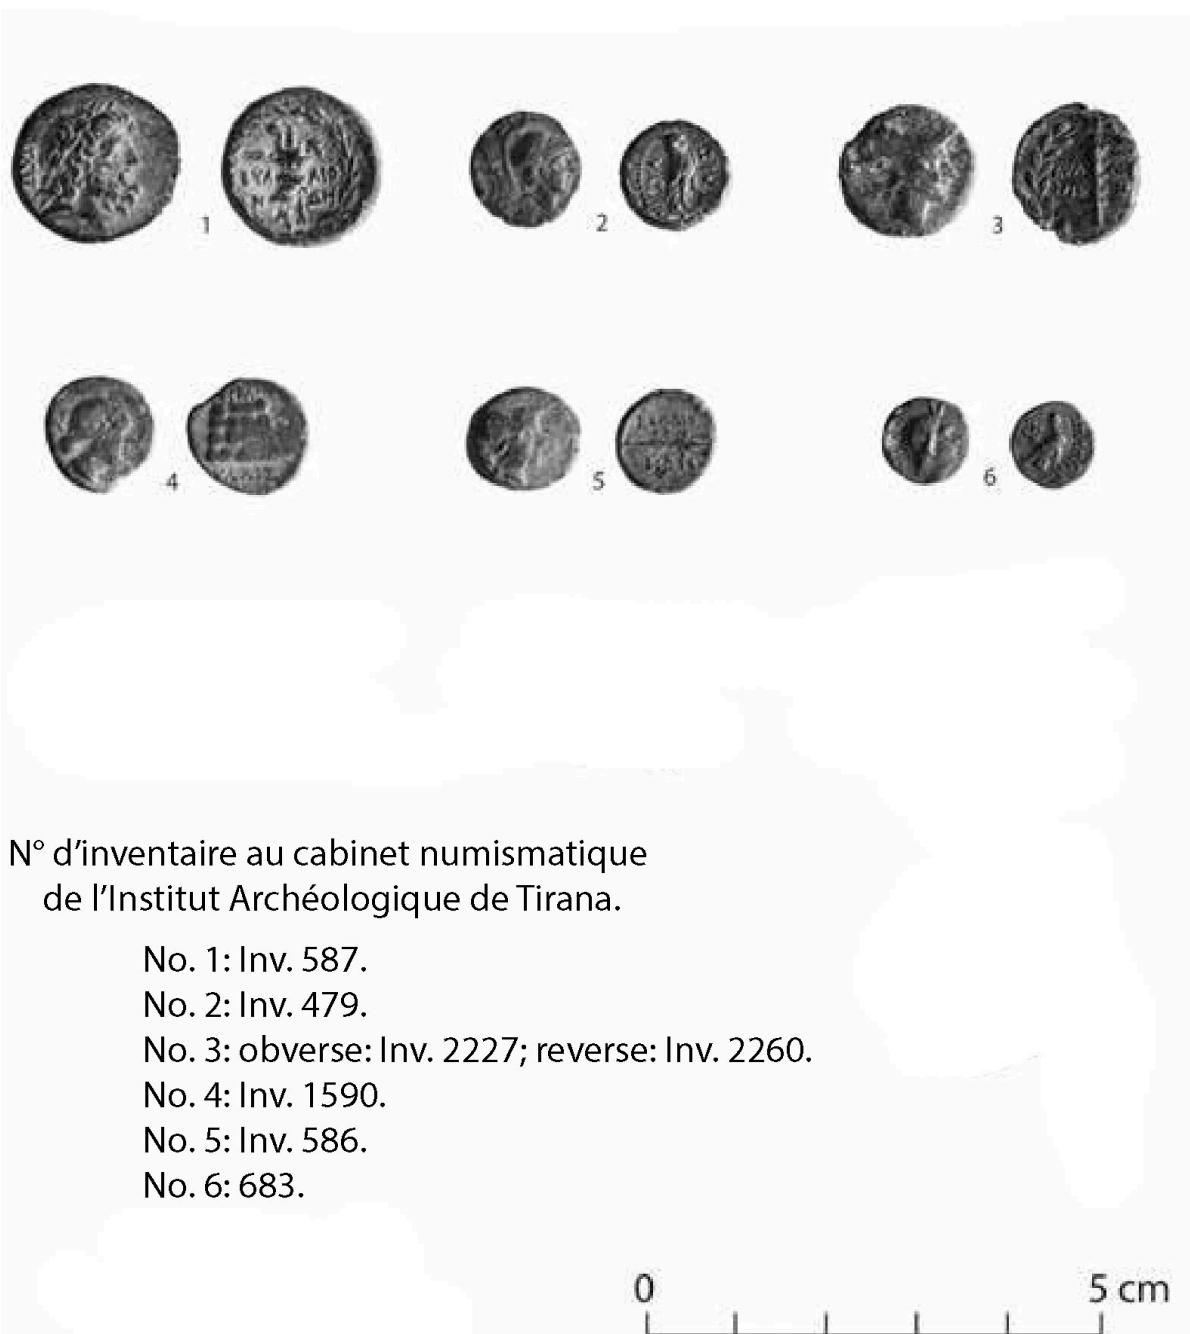 1
2
3
4
5
6
N° d'inventaire au cabinet numismatique
de l'Institut Archéologique de Tirana.
No. 1: Inv. 587.
No. 2: Inv. 479.
No. 3: obverse: Inv. 2227; reverse: Inv. 2260.
No. 4: Inv. 1590.
No. 5: Inv. 586.
No. 6: 683.
0 5 cm